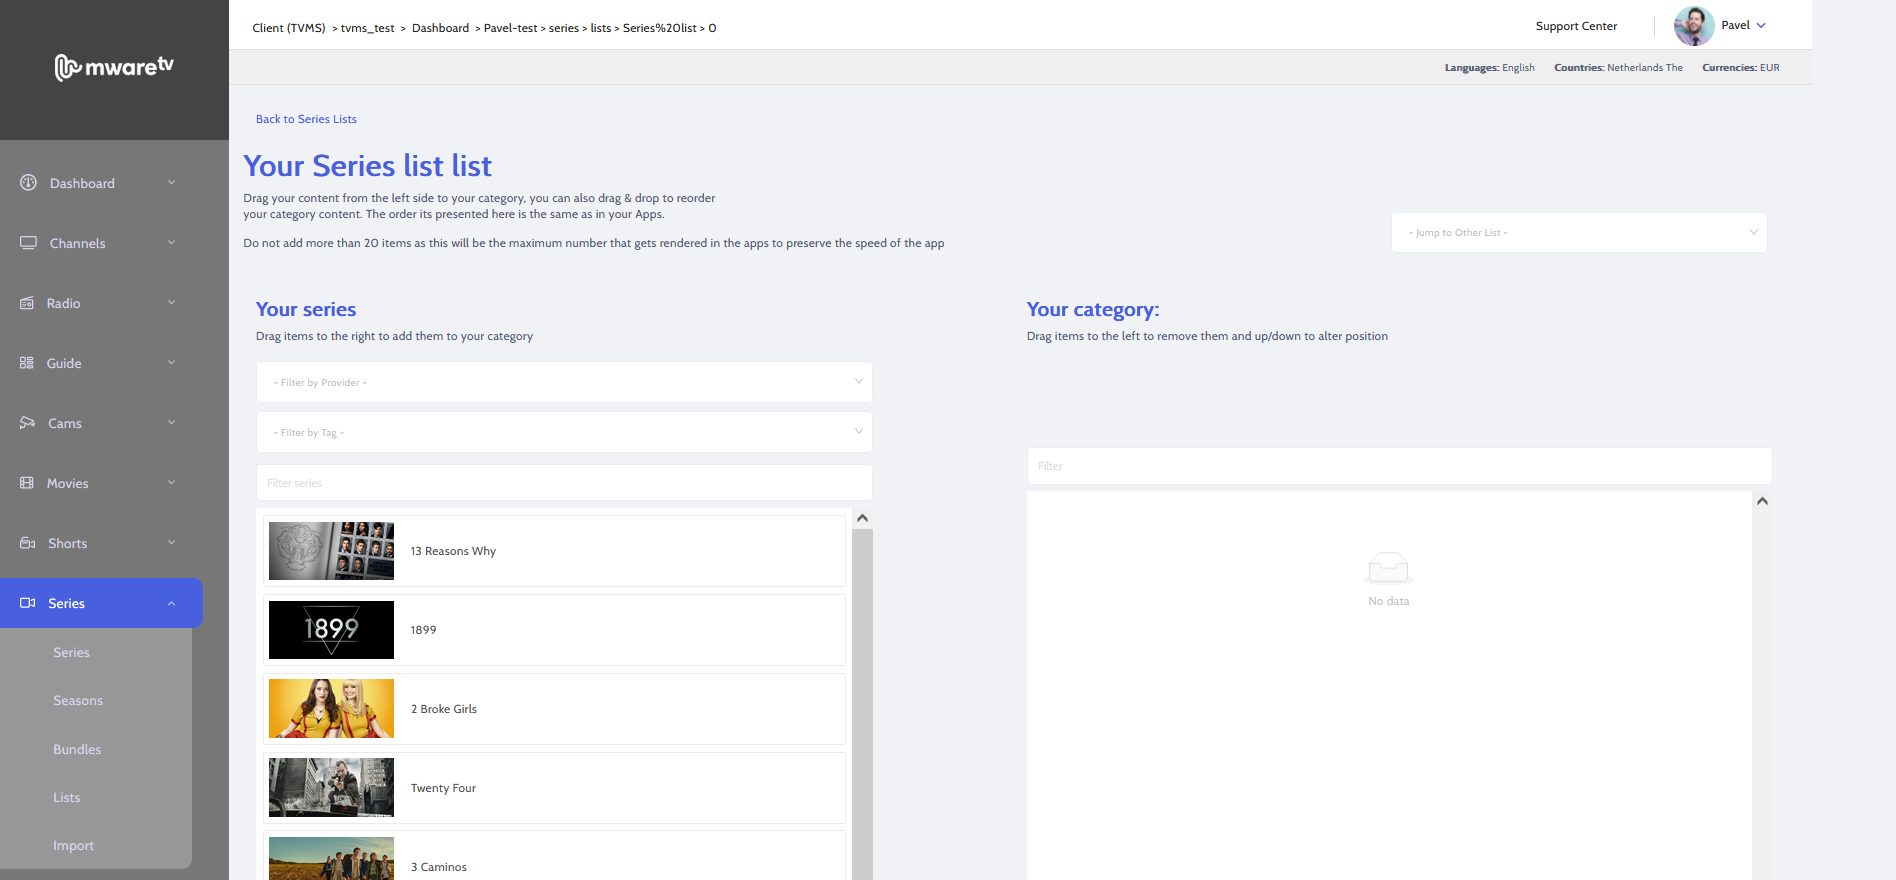 mwaretv
Client (TVMS) > tvms_test > Dashboard > Pavel-test > series > lists > Series%20list > 0
Support Center
Pavel
Languages: English Countries: Netherlands The Currencies: EUR
Dashboard
Channels
Radio
Guide
Cams
Movies
Shorts
Series
Series
Seasons
Bundles
Lists
Import
Back to Series Lists
Your Series list list
Drag your content from the left side to your category, you can also drag & drop to reorder
your category content. The order its presented here is the same as in your Apps.
Do not add more than 20 items as this will be the maximum number that gets rendered in the apps to preserve the speed of the app
- Jump to Other List -
Your series
Drag items to the right to add them to your category
- Filter by Provider -
- Filter by Tag -
Filter series
13 Reasons Why
1899
1899
2 Broke Girls
Twenty Four
3 Caminos
Your category:
Drag items to the left to remove them and up/down to alter position
Filter
No data